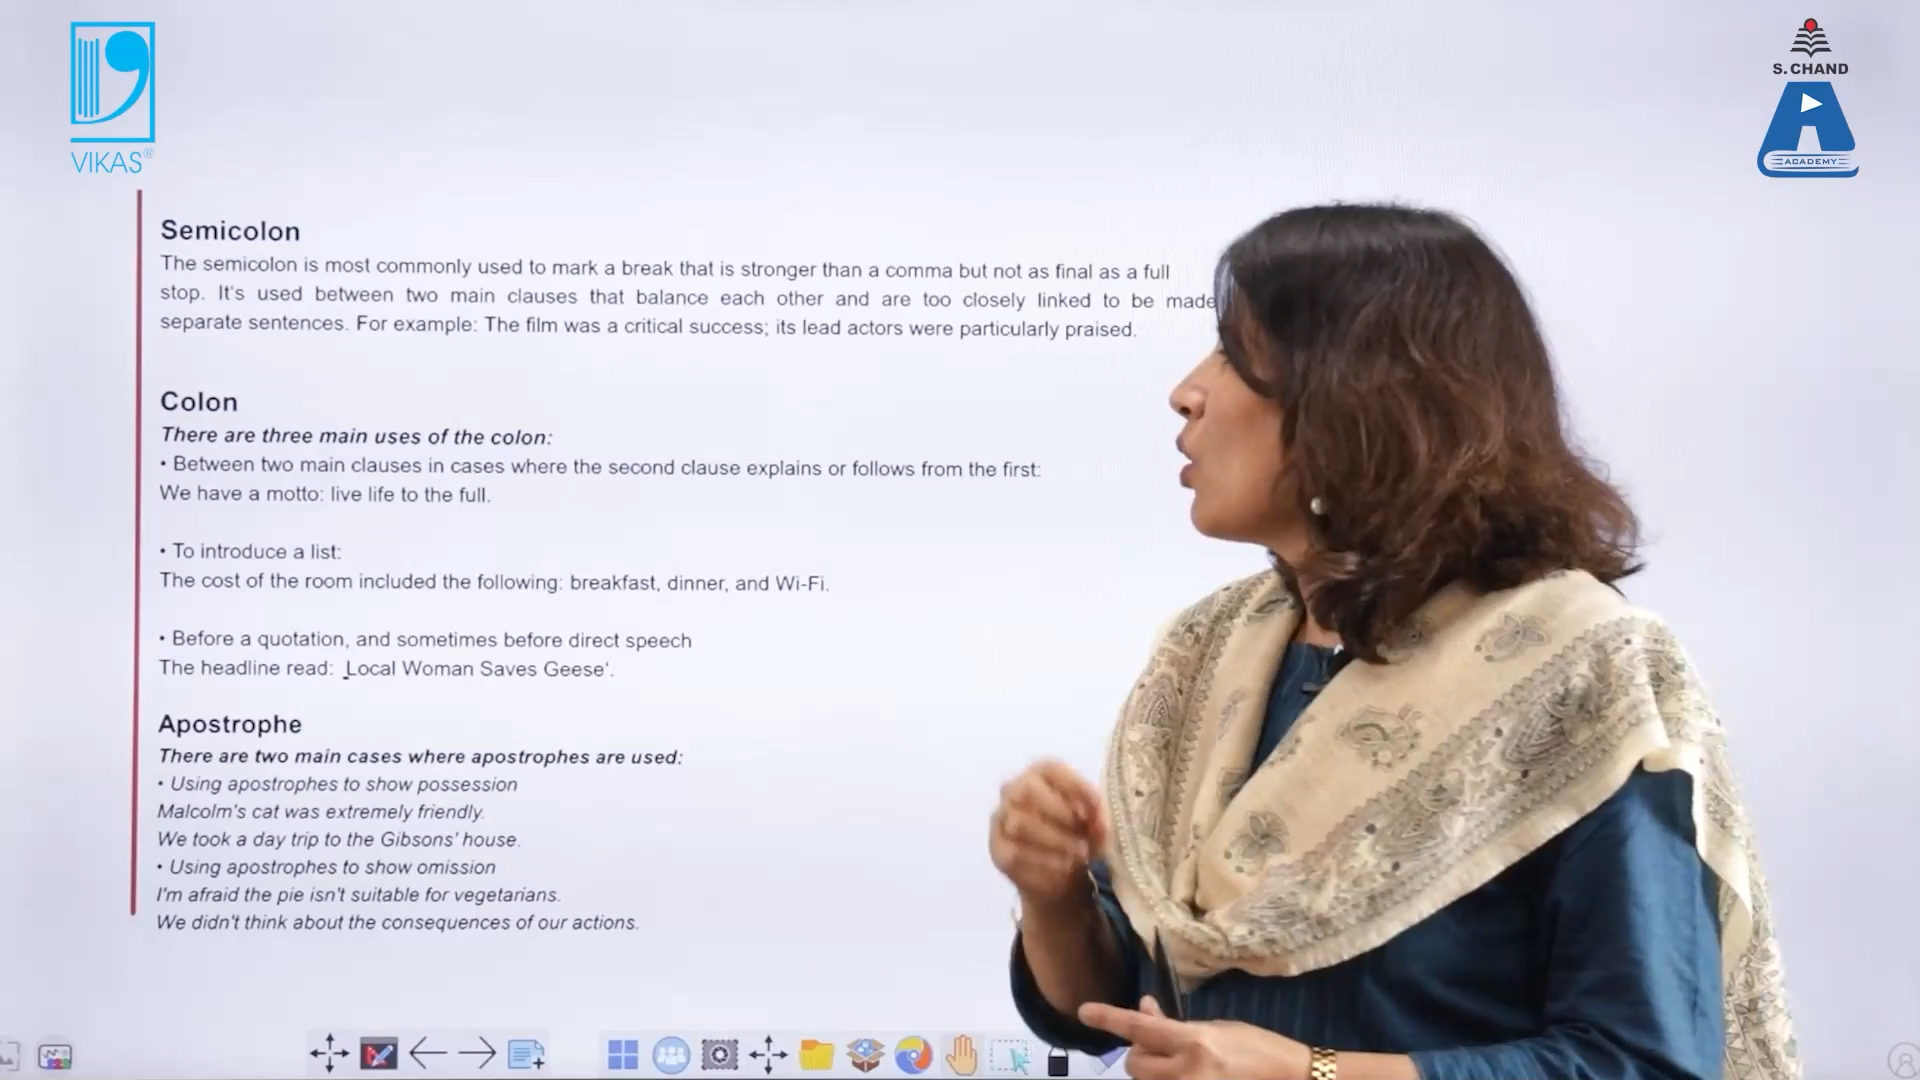 VIKAS®
S. CHAND
ACADEMY
Semicolon
The semicolon is most commonly used to mark a break that is stronger than a comma but not as final as a full
stop. It's used between two main clauses that balance each other and are too closely linked to be made
separate sentences. For example: The film was a critical success; its lead actors were particularly praised.
Colon
There are three main uses of the colon:
• Between two main clauses in cases where the second clause explains or follows from the first:
We have a motto: live life to the full.
• To introduce a list:
The cost of the room included the following: breakfast, dinner, and Wi-Fi.
• Before a quotation, and sometimes before direct speech
The headline read: ‗Local Woman Saves Geese'.
Apostrophe
There are two main cases where apostrophes are used:
• Using apostrophes to show possession
Malcolm's cat was extremely friendly.
We took a day trip to the Gibsons' house.
• Using apostrophes to show omission
I'm afraid the pie isn't suitable for vegetarians.
We didn't think about the consequences of our actions.